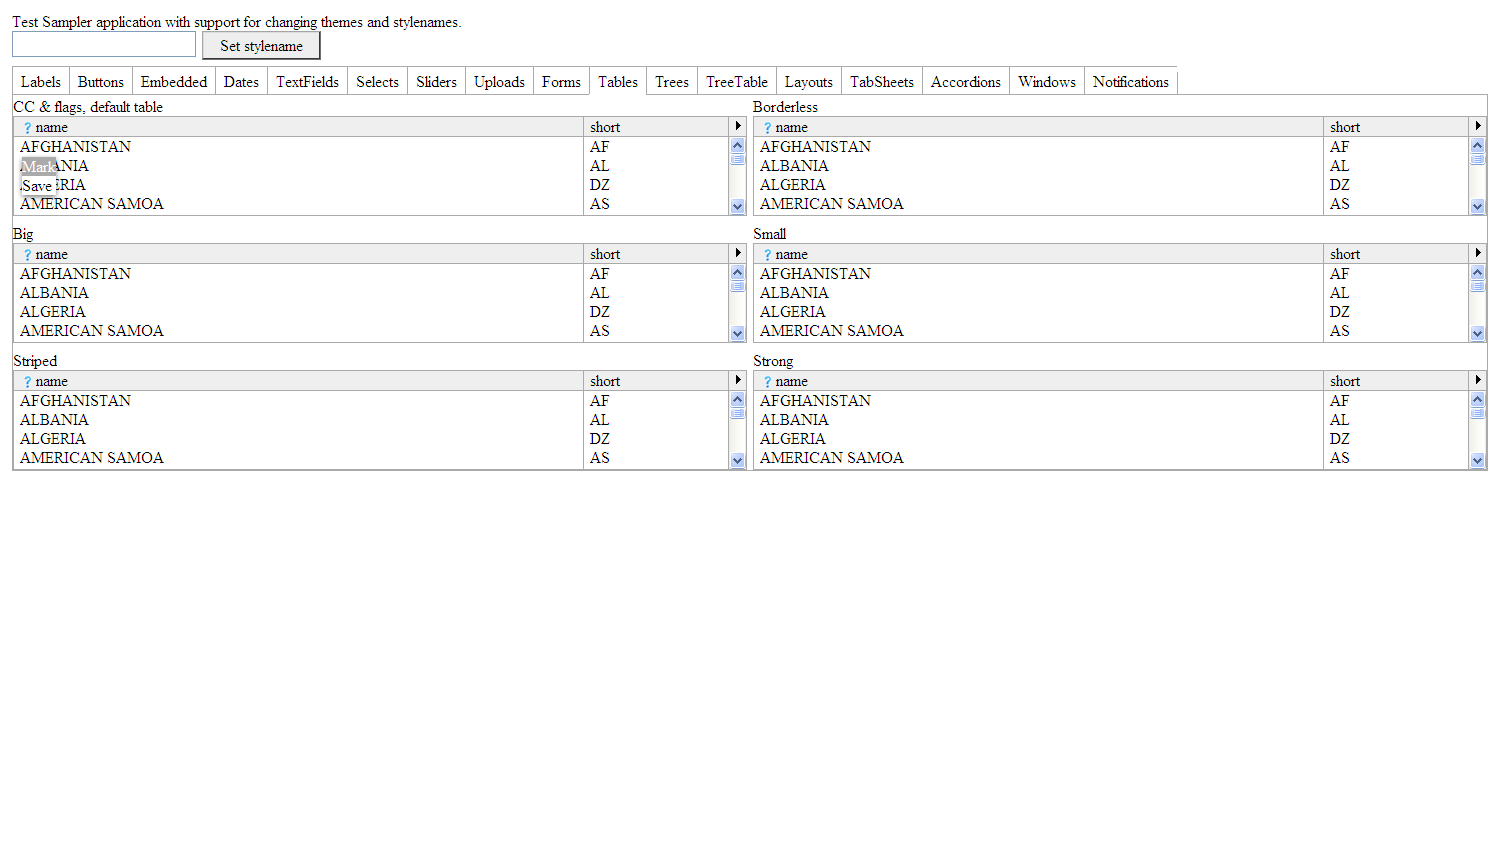 Test Sampler application with support for changing themes and stylenames.
Set stylename
Labels Buttons Embedded Dates TextFields Selects Sliders Uploads Forms Tables Trees TreeTable Layouts TabSheets Accordions Windows Notifications
CC & flags, default table
? name short
AFGHANISTAN AF
ANIA AL
Mark
ERIA DZ
Save
AMERICAN SAMOA AS
Borderless
? name short
AFGHANISTAN AF
ALBANIA AL
ALGERIA DZ
AMERICAN SAMOA AS
Big
? name short
AFGHANISTAN AF
ALBANIA AL
ALGERIA DZ
AMERICAN SAMOA AS
Small
? name short
AFGHANISTAN AF
ALBANIA AL
ALGERIA DZ
AMERICAN SAMOA AS
Striped
? name short
AFGHANISTAN AF
ALBANIA AL
ALGERIA DZ
AMERICAN SAMOA AS
Strong
? name short
AFGHANISTAN AF
ALBANIA AL
ALGERIA DZ
AMERICAN SAMOA AS